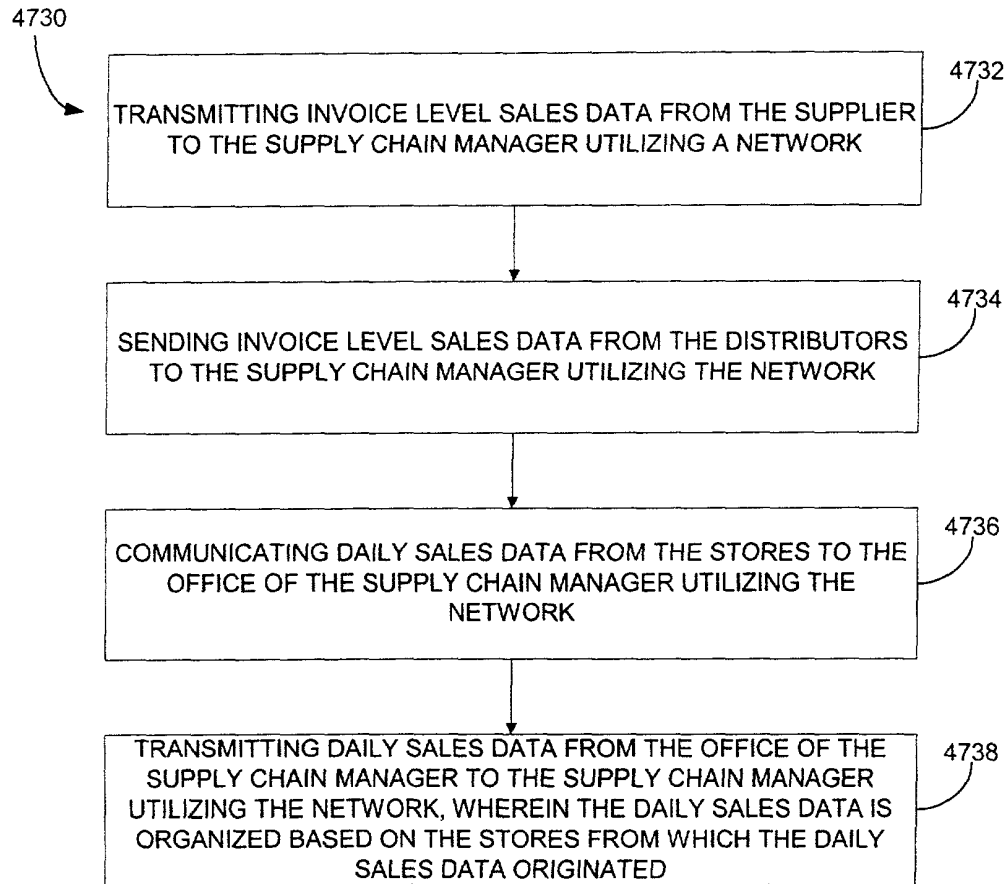 4730
4732
TRANSMITTING INVOICE LEVEL SALES DATA FROM THE SUPPLIER
TO THE SUPPLY CHAIN MANAGER UTILIZING A NETWORK
4734
SENDING INVOICE LEVEL SALES DATA FROM THE DISTRIBUTORS
TO THE SUPPLY CHAIN MANAGER UTILIZING THE NETWORK
4736
COMMUNICATING DAILY SALES DATA FROM THE STORES TO THE
OFFICE OF THE SUPPLY CHAIN MANAGER UTILIZING THE
NETWORK
4738
TRANSMITTING DAILY SALES DATA FROM THE OFFICE OF THE
SUPPLY CHAIN MANAGER TO THE SUPPLY CHAIN MANAGER
UTILIZING THE NETWORK, WHEREIN THE DAILY SALES DATA IS
ORGANIZED BASED ON THE STORES FROM WHICH THE DAILY
SALES DATA ORIGINATED